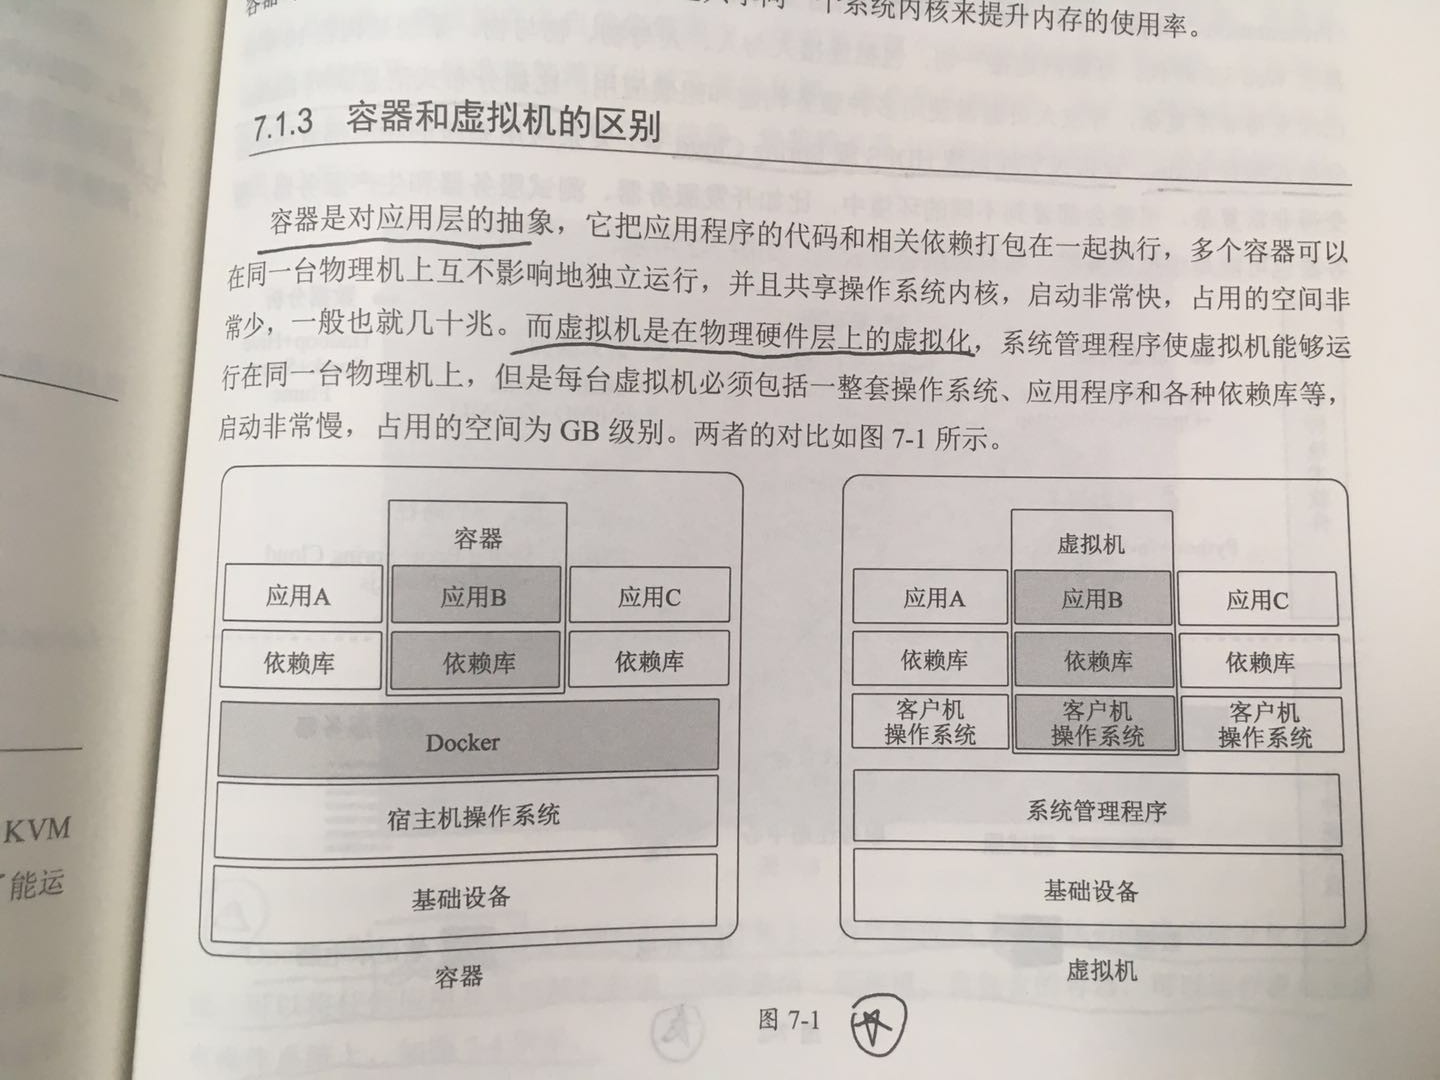 个系统内核来提升内存的使用率。
7.1.3 容器和虚拟机的区别
容器是对应用层的抽象，它把应用程序的代码和相关依赖打包在一起执行，多个容器可以
在同一台物理机上互不影响地独立运行，并且共享操作系统内核，启动非常快，占用的空间非
常少，一般也就几十兆。而虚拟机是在物理硬件层上的虚拟化，系统管理程序使虚拟机能够运
行在同一台物理机上，但是每台虚拟机必须包括一整套操作系统、应用程序和各种依赖库等，
启动非常慢，占用的空间为 GB 级别。两者的对比如图 7-1 所示。
容器
应用A 应用B 应用C
依赖库 依赖库 依赖库
Docker
宿主机操作系统
基础设备
容器
虚拟机
应用A 应用B 应用C
依赖库 依赖库 依赖库
客户机 客户机 客户机
操作系统 操作系统 操作系统
系统管理程序
基础设备
虚拟机
图 7-1
KVM
能运